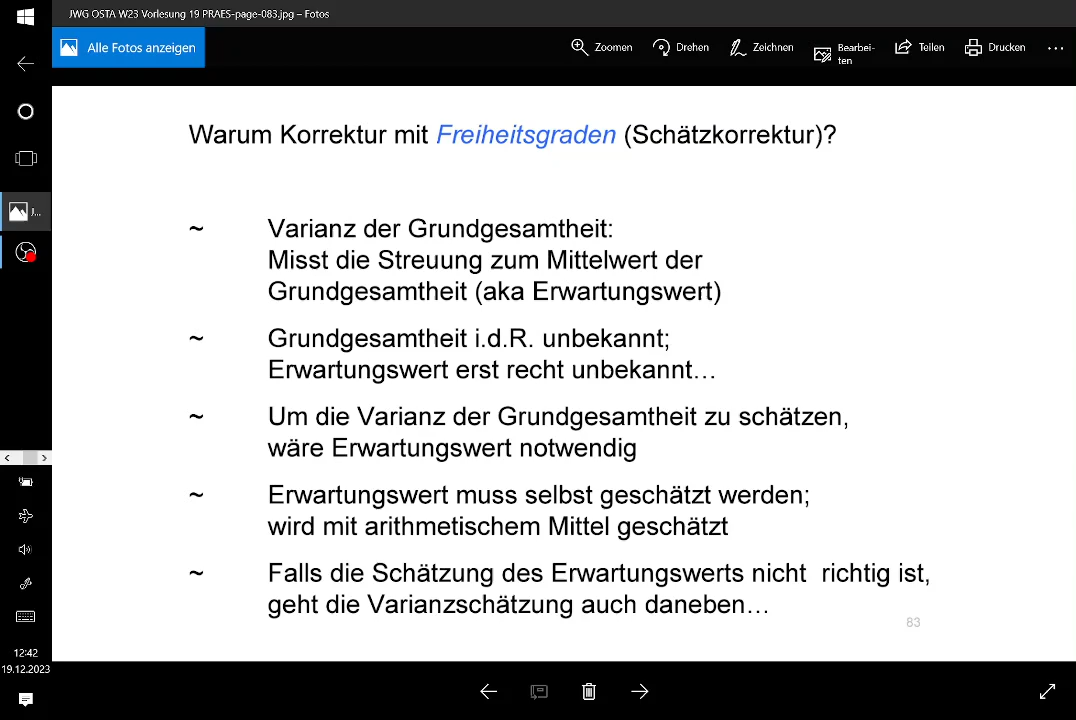 JWG OSTA W23 Vorlesung 19 PRAES-page-083.jpg – Fotos
Alle Fotos anzeigen
Zoomen
Drehen
Zeichnen
Bearbei-
ten
Teilen
Drucken
J...
Warum Korrektur mit Freiheitsgraden (Schätzkorrektur)?
~ Varianz der Grundgesamtheit:
Misst die Streuung zum Mittelwert der
Grundgesamtheit (aka Erwartungswert)
~ Grundgesamtheit i.d.R. unbekannt;
Erwartungswert erst recht unbekannt…
~ Um die Varianz der Grundgesamtheit zu schätzen,
wäre Erwartungswert notwendig
~ Erwartungswert muss selbst geschätzt werden;
wird mit arithmetischem Mittel geschätzt
~ Falls die Schätzung des Erwartungswerts nicht richtig ist,
geht die Varianzschätzung auch daneben…
83
12:42
19.12.2023